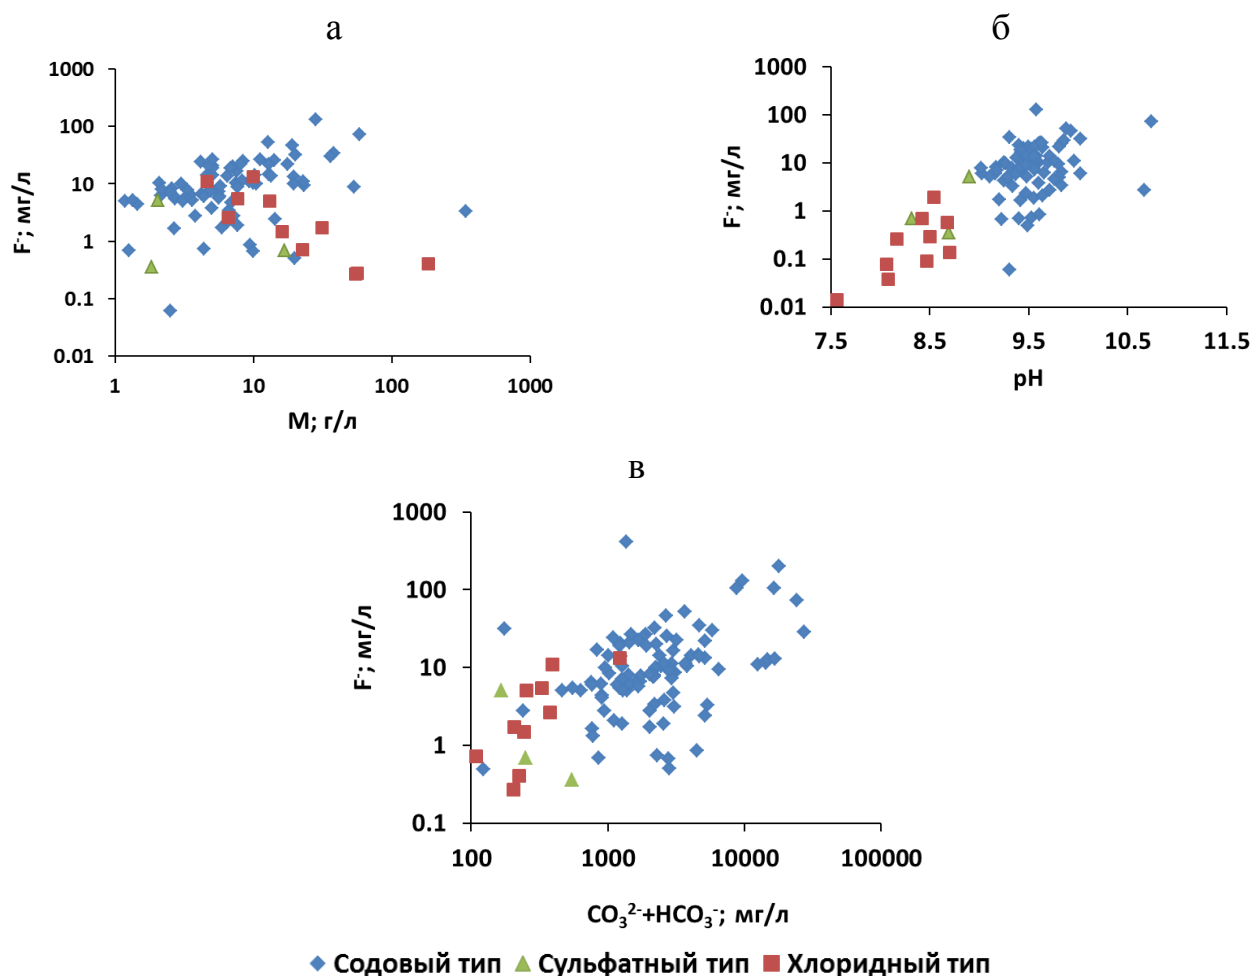 а
1000
100
10
1
0.1
0.01
F⁻; мг/л
1 10 100 1000
М; г/л
б
1000
100
10
1
0.1
0.01
F⁻; мг/л
7.5 8.5 9.5 10.5 11.5
pH
в
1000
100
10
1
0.1
F⁻; мг/л
100 1000 10000 100000
CO₃²⁻+HCO₃⁻; мг/л
Содовый тип Сульфатный тип Хлоридный тип